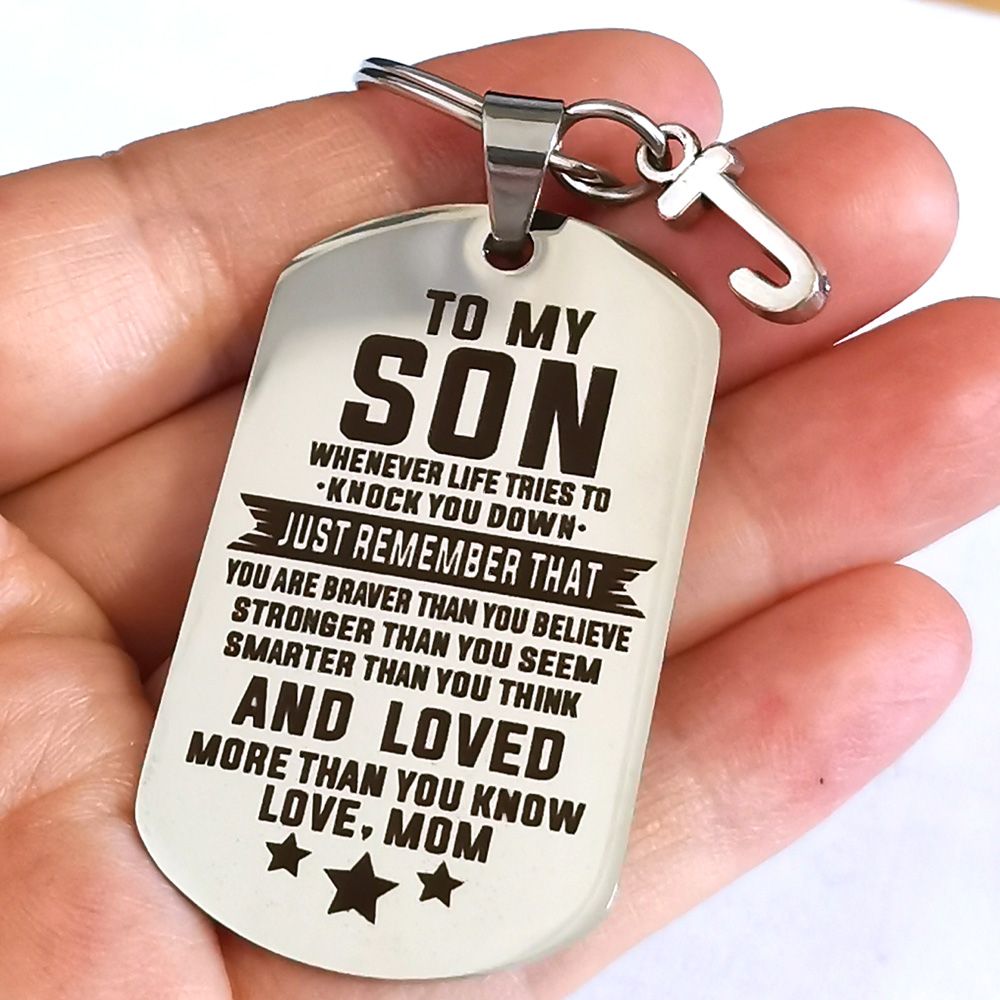 J
TO MY
SON
WHENEVER LIFE TRIES TO
·KNOCK YOU DOWN·
JUST REMEMBER THAT
YOU ARE BRAVER THAN YOU BELIEVE
STRONGER THAN YOU SEEM
SMARTER THAN YOU THINK
AND LOVED
MORE THAN YOU KNOW
LOVE, MOM